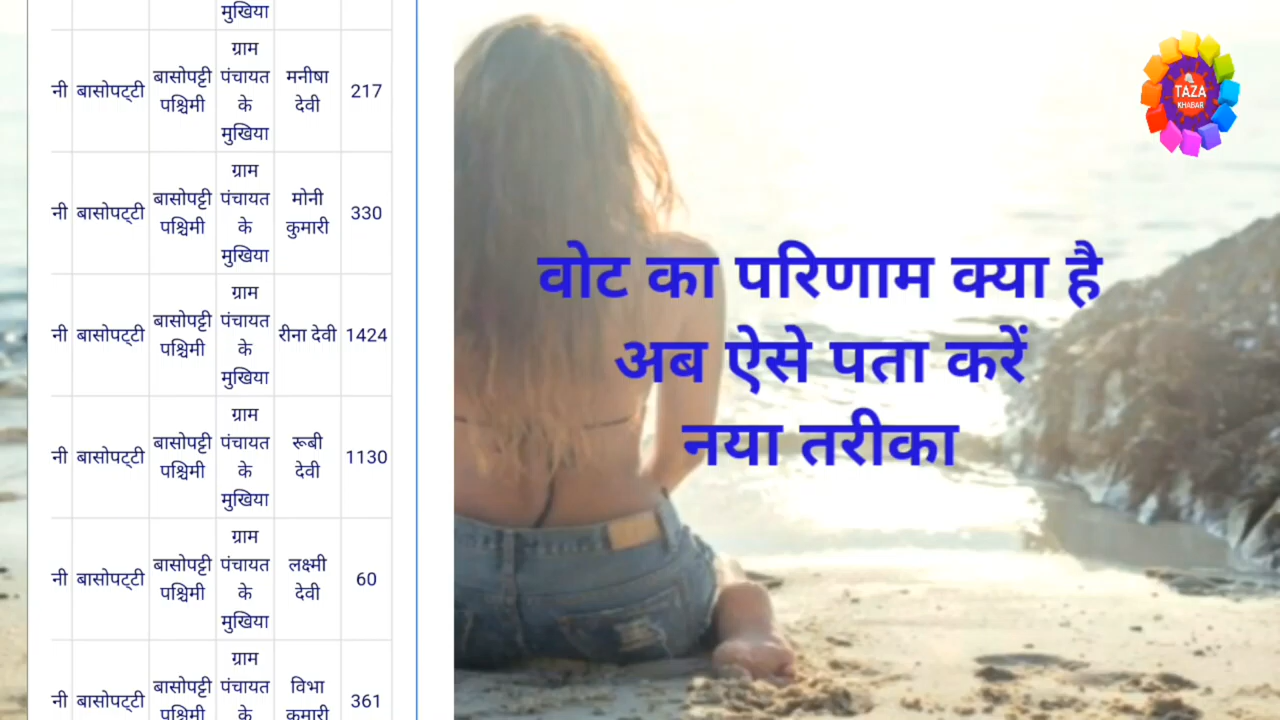 मुखिया
नी बासोपट्टी बासोपट्टी पश्चिमी ग्राम पंचायत के मुखिया मनीषा देवी 217
नी बासोपट्टी बासोपट्टी पश्चिमी ग्राम पंचायत के मुखिया मोनी कुमारी 330
नी बासोपट्टी बासोपट्टी पश्चिमी ग्राम पंचायत के मुखिया रीना देवी 1424
नी बासोपट्टी बासोपट्टी पश्चिमी ग्राम पंचायत के मुखिया रूबी देवी 1130
नी बासोपट्टी बासोपट्टी पश्चिमी ग्राम पंचायत के मुखिया लक्ष्मी देवी 60
नी बासोपट्टी बासोपट्टी पश्चिमी ग्राम पंचायत के विभा कुमारी 361
वोट का परिणाम क्या है
अब ऐसे पता करें
नया तरीका
TAZA
KHABAR